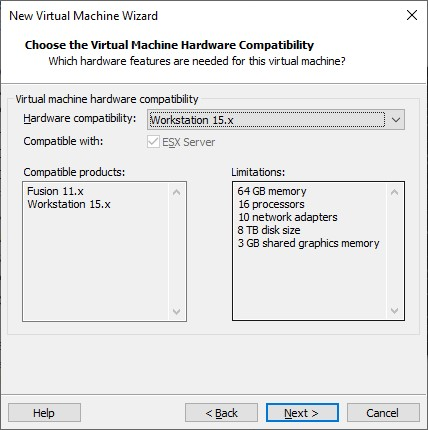 New Virtual Machine Wizard
Choose the Virtual Machine Hardware Compatibility
Which hardware features are needed for this virtual machine?
Virtual machine hardware compatibility
Hardware compatibility: Workstation 15.x
Compatible with: ESX Server
Compatible products:
Fusion 11.x
Workstation 15.x
Limitations:
64 GB memory
16 processors
10 network adapters
8 TB disk size
3 GB shared graphics memory
Help < Back Next > Cancel